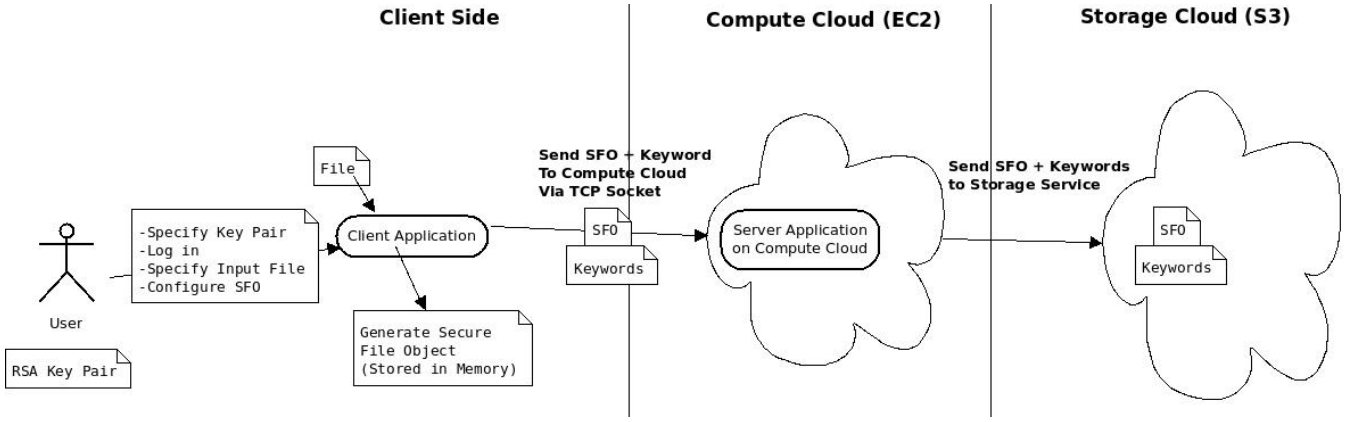 Client Side
Compute Cloud (EC2)
Storage Cloud (S3)
File
Send SFO + Keyword
To Compute Cloud
Via TCP Socket
Send SFO + Keywords
to Storage Service
-Specify Key Pair
-Log in
-Specify Input File
-Configure SFO
Client Application
SFO
Keywords
Server Application
on Compute Cloud
SFO
Keywords
User
Generate Secure
File Object
(Stored in Memory)
RSA Key Pair